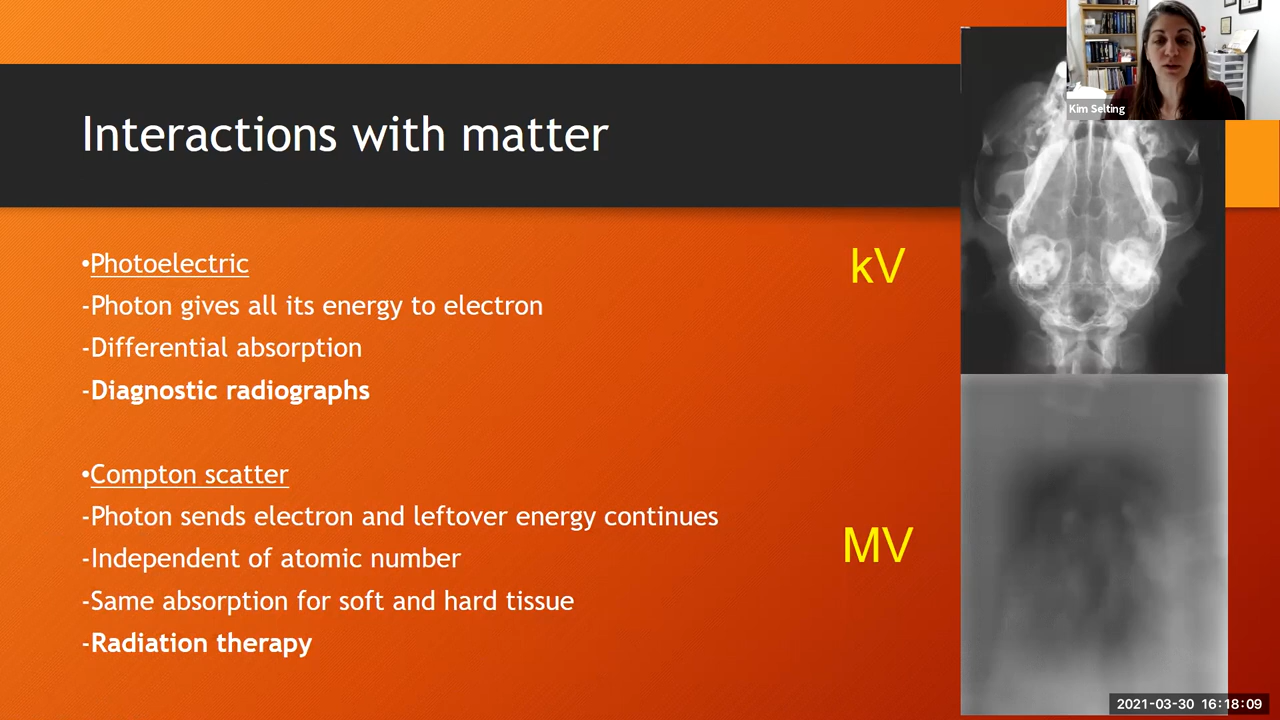 Kim Selting
Interactions with matter
•Photoelectric
kV
-Photon gives all its energy to electron
-Differential absorption
-Diagnostic radiographs
•Compton scatter
-Photon sends electron and leftover energy continues
MV
-Independent of atomic number
-Same absorption for soft and hard tissue
-Radiation therapy
2021-03-30 16:18:09